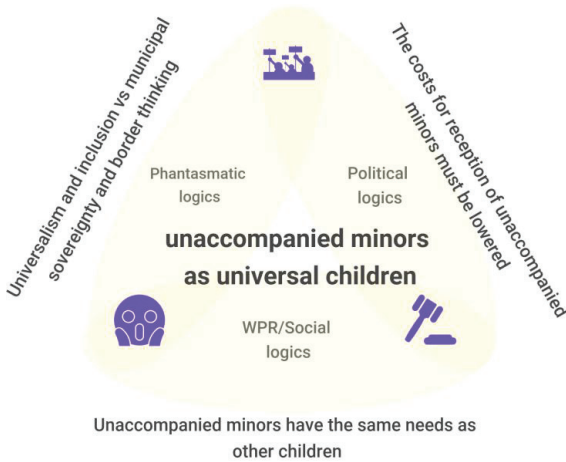 Universalism and inclusion vs municipal
sovereignty and border thinking
The costs for reception of unaccompanied
minors must be lowered
Phantasmatic
logics
Political
logics
unaccompanied minors
as universal children
WPR/Social
logics
Unaccompanied minors have the same needs as
other children